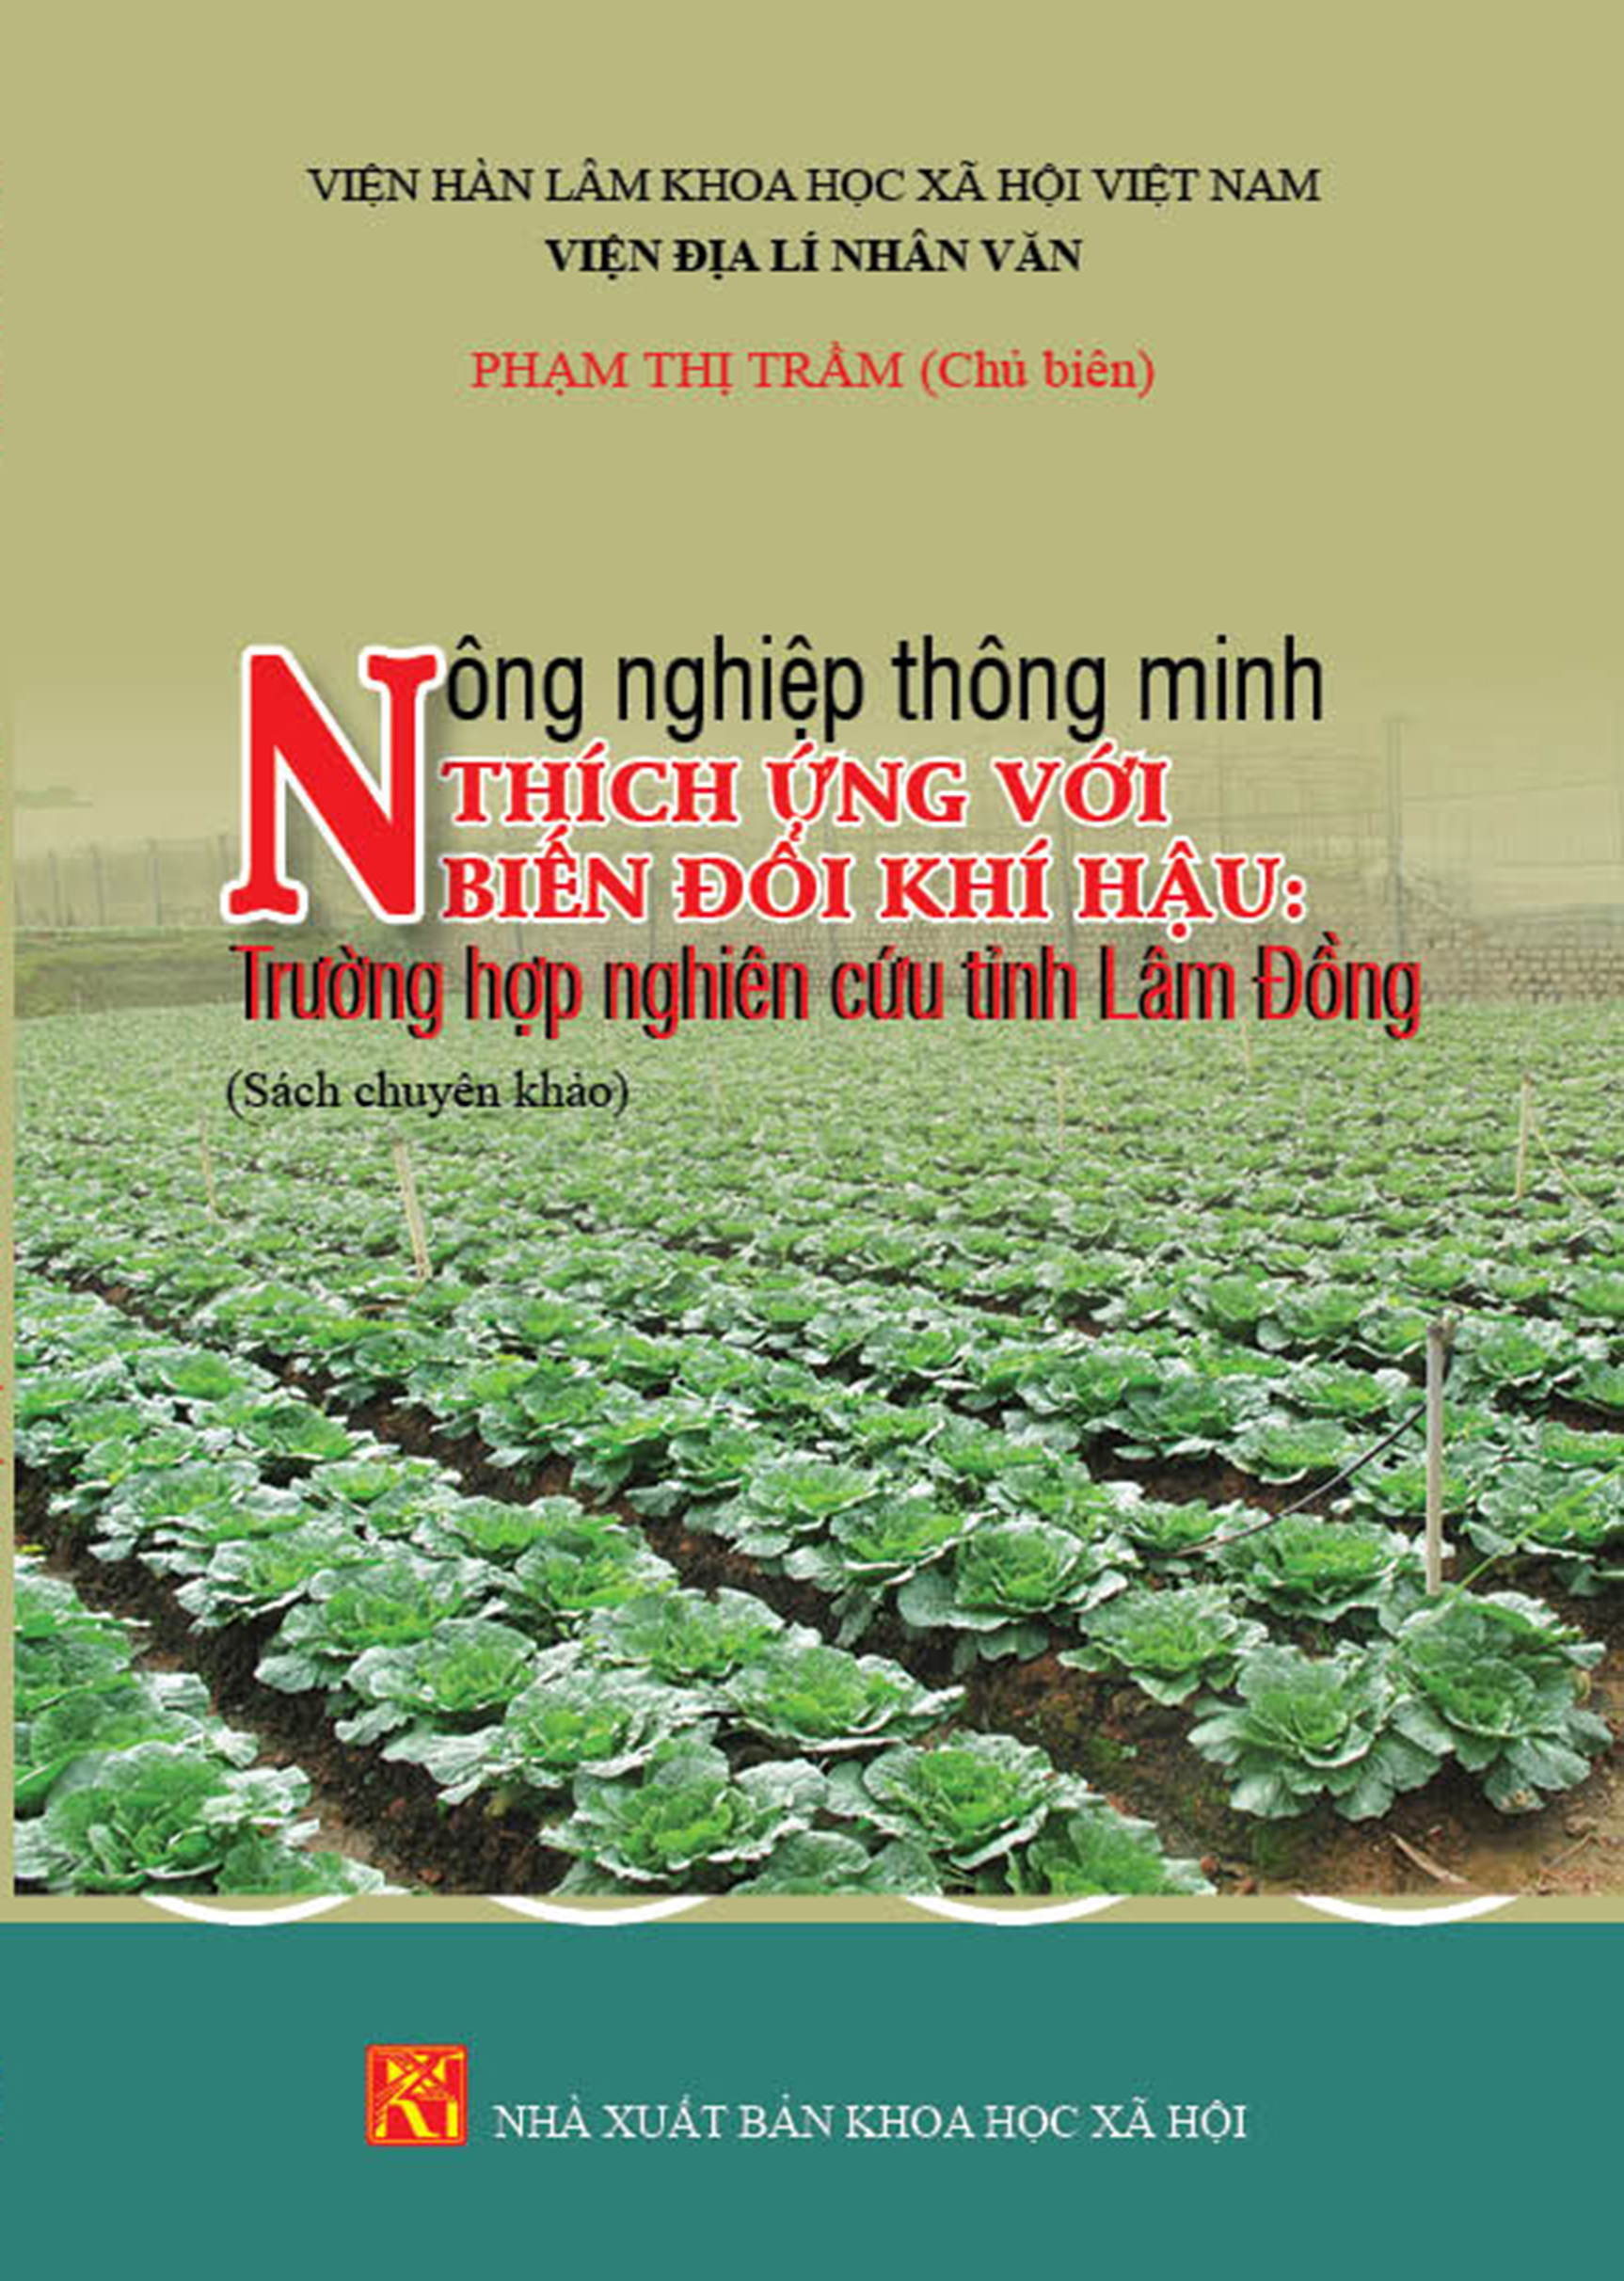 VIỆN HÀN LÂM KHOA HỌC XÃ HỘI VIỆT NAM
VIỆN ĐỊA LÍ NHÂN VĂN
PHẠM THỊ TRẦM (Chủ biên)
Nông nghiệp thông minh
THÍCH ỨNG VỚI
BIẾN ĐỔI KHÍ HẬU:
Trường hợp nghiên cứu tỉnh Lâm Đồng
(Sách chuyên khảo)
NHÀ XUẤT BẢN KHOA HỌC XÃ HỘI